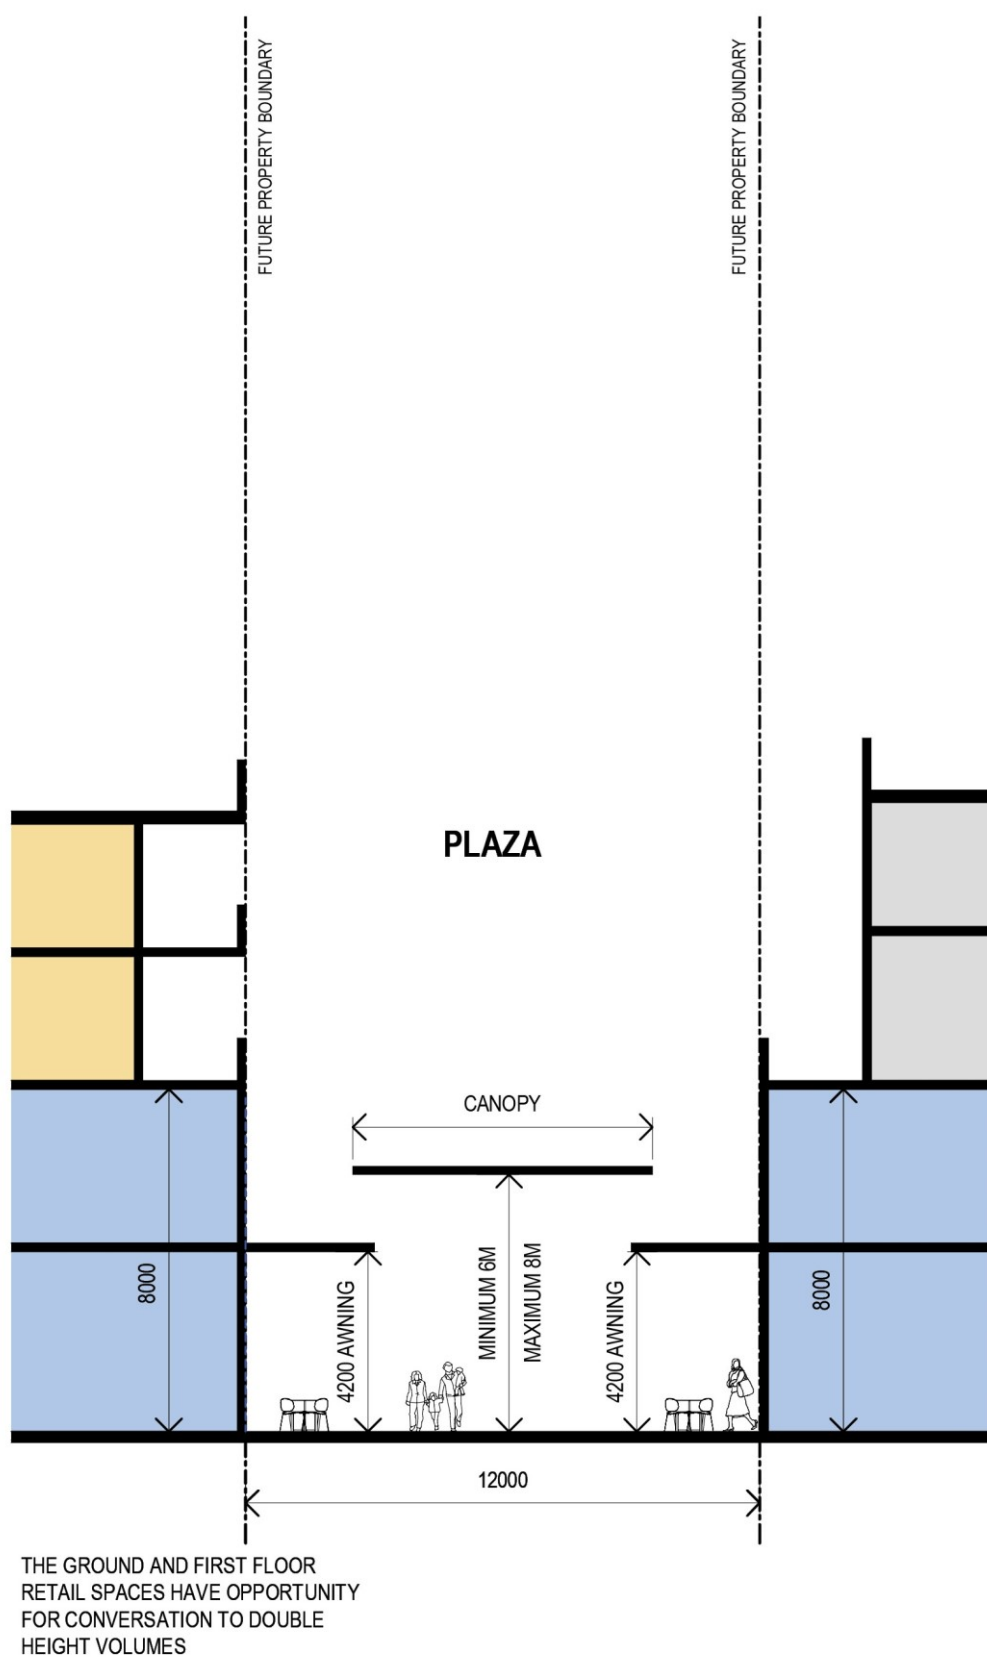 FUTURE PROPERTY BOUNDARY
FUTURE PROPERTY BOUNDARY
PLAZA
CANOPY
8000
4200 AWNING
MINIMUM 6M
MAXIMUM 8M
4200 AWNING
8000
12000
THE GROUND AND FIRST FLOOR
RETAIL SPACES HAVE OPPORTUNITY
FOR CONVERSATION TO DOUBLE
HEIGHT VOLUMES